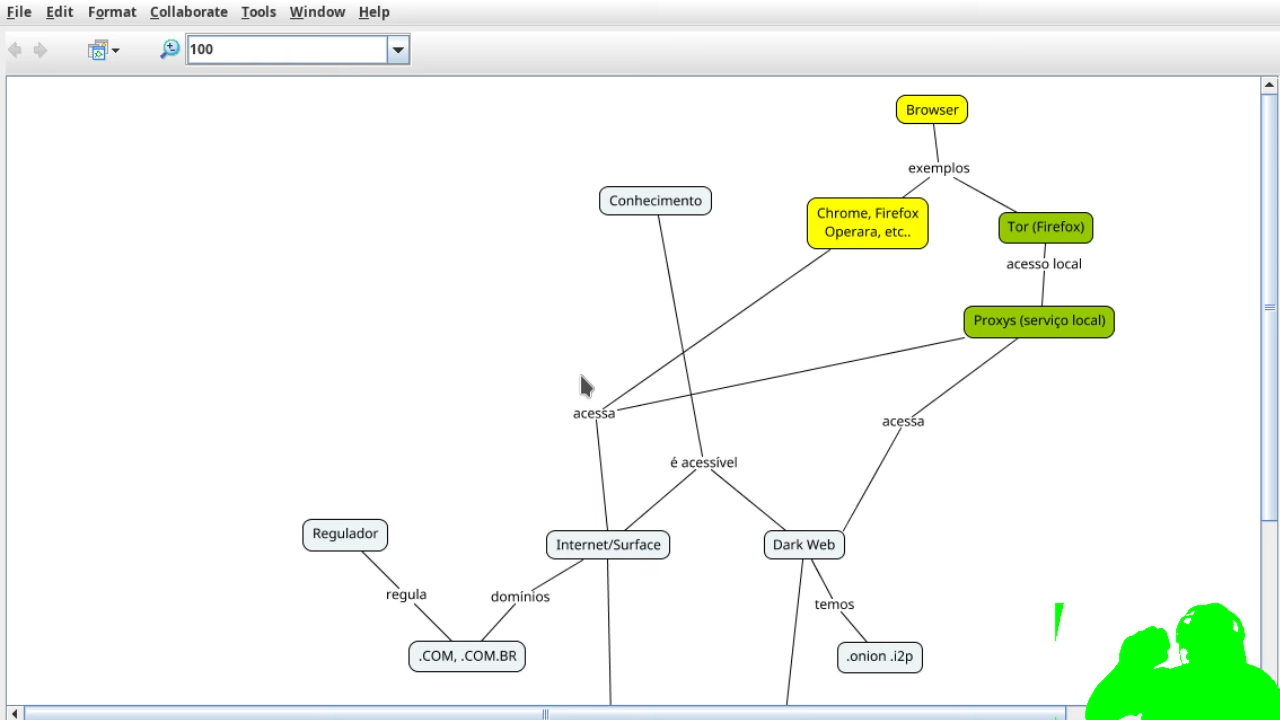 File Edit Format Collaborate Tools Window Help
100
Browser
exemplos
Conhecimento
Chrome, Firefox
Operara, etc..
Tor (Firefox)
acesso local
Proxys (serviço local)
acessa
acessa
é acessível
Regulador
Internet/Surface
Dark Web
regula
domínios
temos
.COM, .COM.BR
.onion .i2p